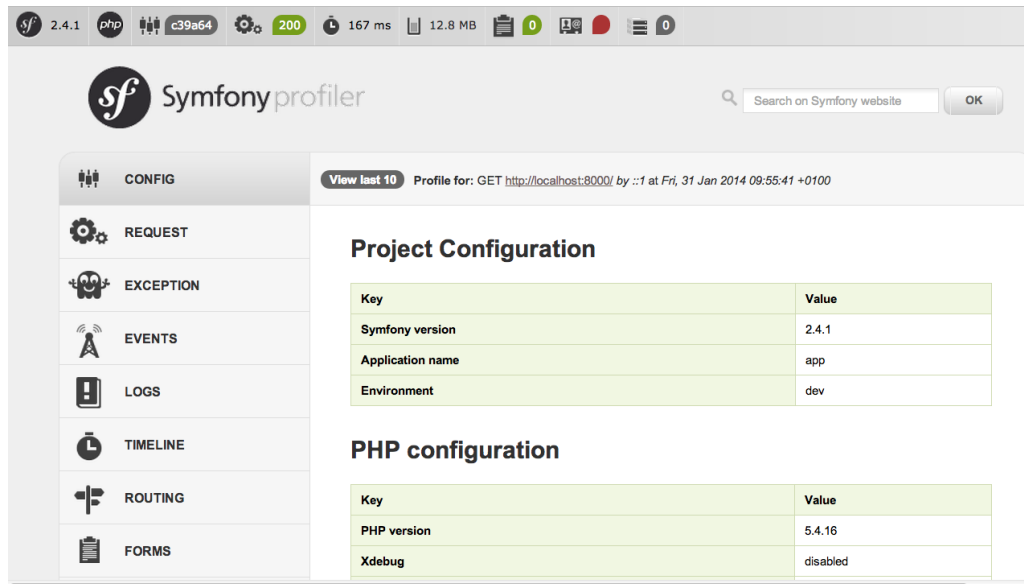 sf 2.4.1 php c39a64 200 167 ms 12.8 MB 0 0
sf Symfony profiler
Search on Symfony website OK
CONFIG
View last 10 Profile for: GET http://localhost:8000/ by ::1 at Fri, 31 Jan 2014 09:55:41 +0100
REQUEST
EXCEPTION
EVENTS
LOGS
TIMELINE
ROUTING
FORMS
Project Configuration
Key Value
Symfony version 2.4.1
Application name app
Environment dev
PHP configuration
Key Value
PHP version 5.4.16
Xdebug disabled